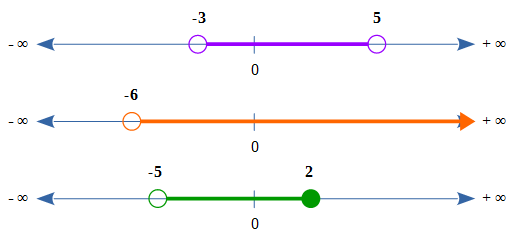 -3 5
- ∞ + ∞
0
-6
- ∞ + ∞
0
-5 2
- ∞ + ∞
0